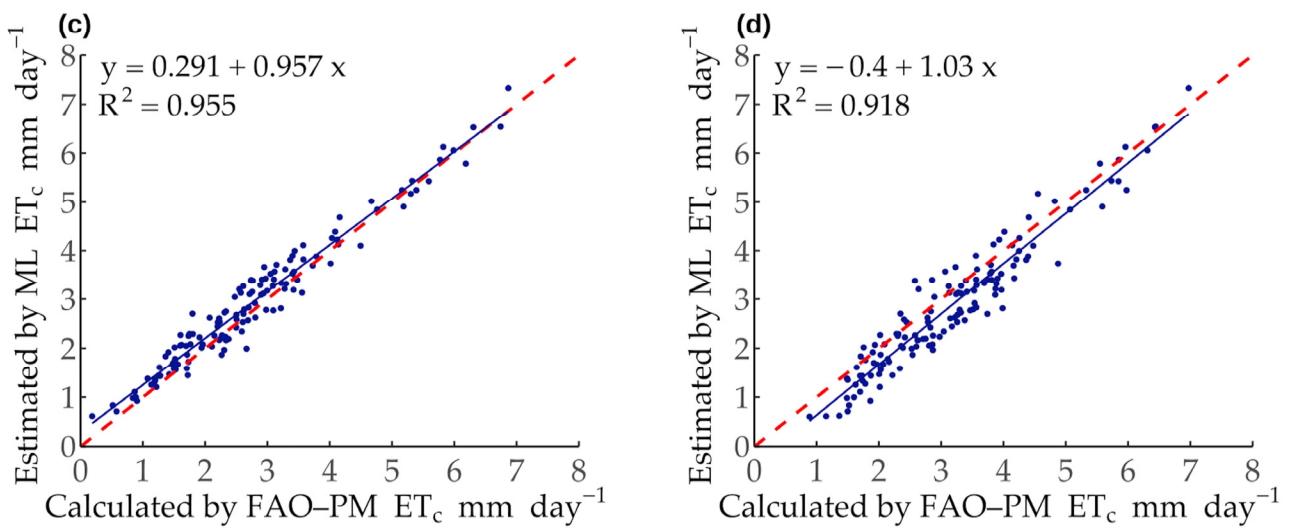 (c)
Estimated by ML ETc mm day⁻¹
y = 0.291 + 0.957 x
R² = 0.955
8
7
6
5
4
3
2
1
0
0 1 2 3 4 5 6 7 8
Calculated by FAO–PM ETc mm day⁻¹
(d)
Estimated by ML ETc mm day⁻¹
y = −0.4 + 1.03 x
R² = 0.918
8
7
6
5
4
3
2
1
0
0 1 2 3 4 5 6 7 8
Calculated by FAO–PM ETc mm day⁻¹